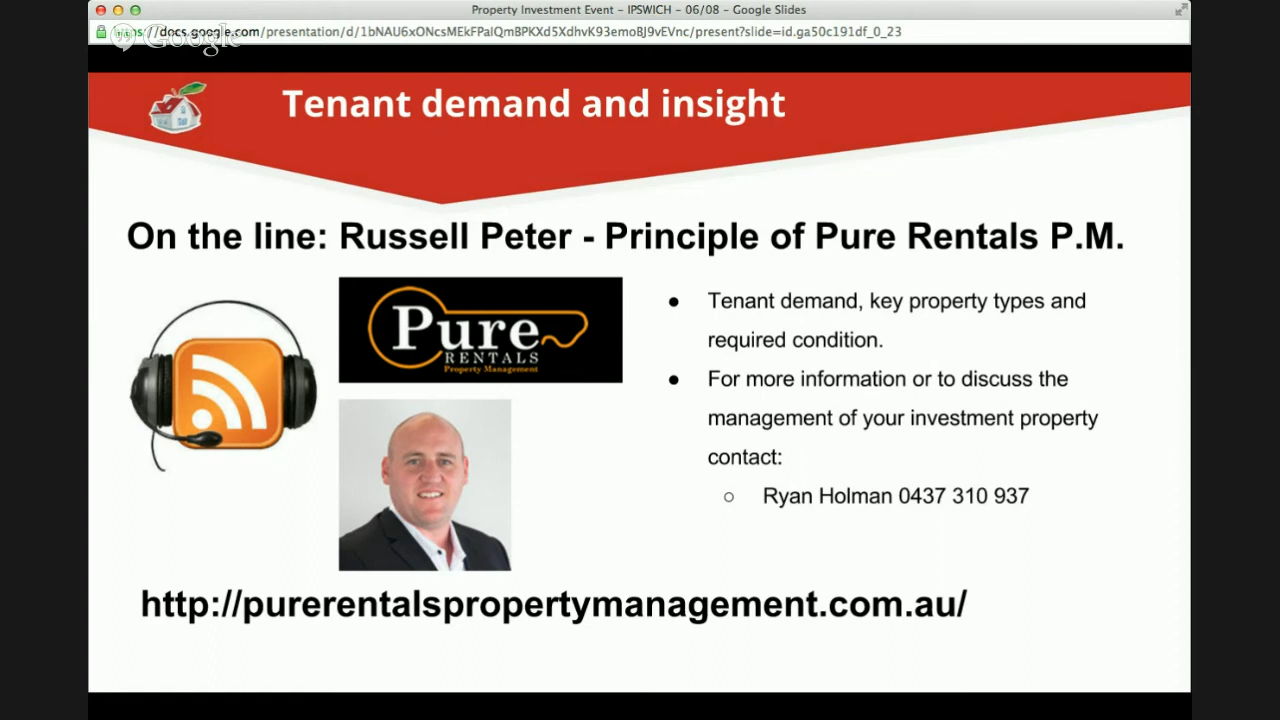 Property Investment Event – IPSWICH – 06/08 – Google Slides
docs.google.com/presentation/d/1bNAU6xONcsMEkFPalQmBPKXd5XdhvK93emoBJ9vEVnc/present?slide=id.ga50c191df_0_23
Google
Tenant demand and insight
On the line: Russell Peter - Principle of Pure Rentals P.M.
Pure
RENTALS
Property Management
● Tenant demand, key property types and
required condition.
● For more information or to discuss the
management of your investment property
contact:
○ Ryan Holman 0437 310 937
http://purerentalspropertymanagement.com.au/